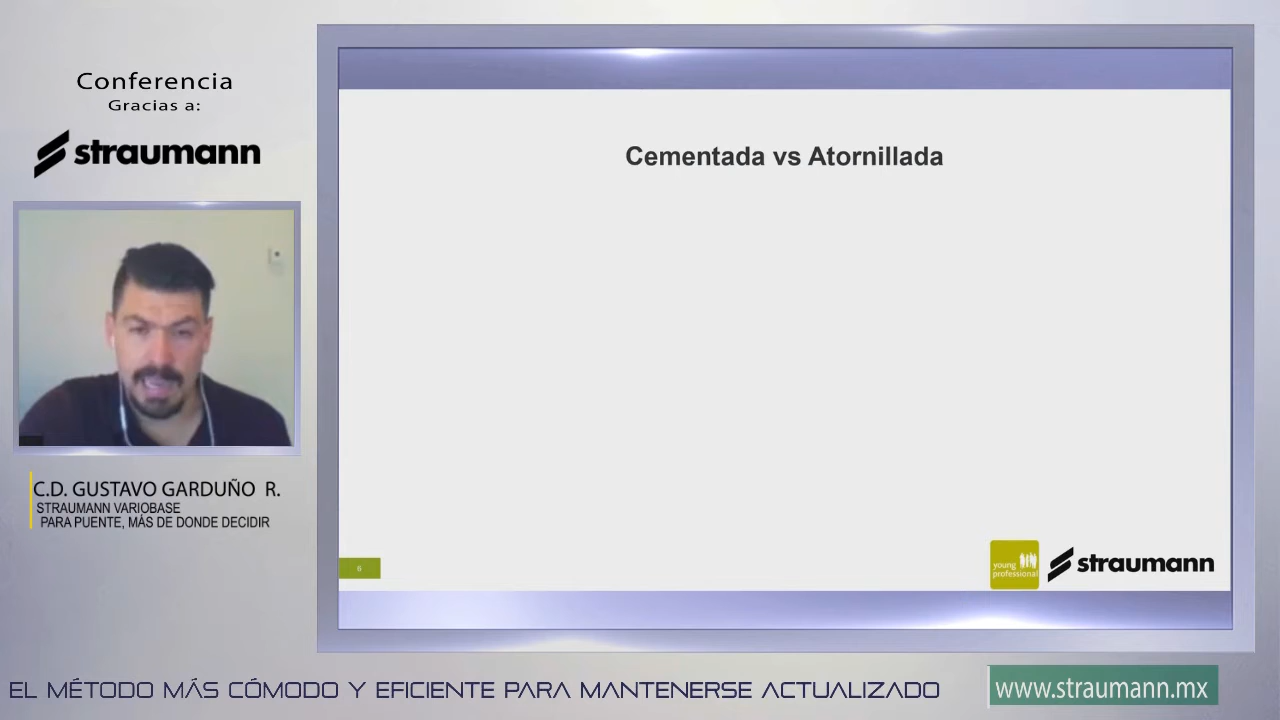 Conferencia
Gracias a:
straumann
C.D. GUSTAVO GARDUÑO R.
STRAUMANN VARIOBASE
PARA PUENTE, MÁS DE DONDE DECIDIR
Cementada vs Atornillada
6
young
professional
straumann
EL MÉTODO MÁS CÓMODO Y EFICIENTE PARA MANTENERSE ACTUALIZADO
www.straumann.mx